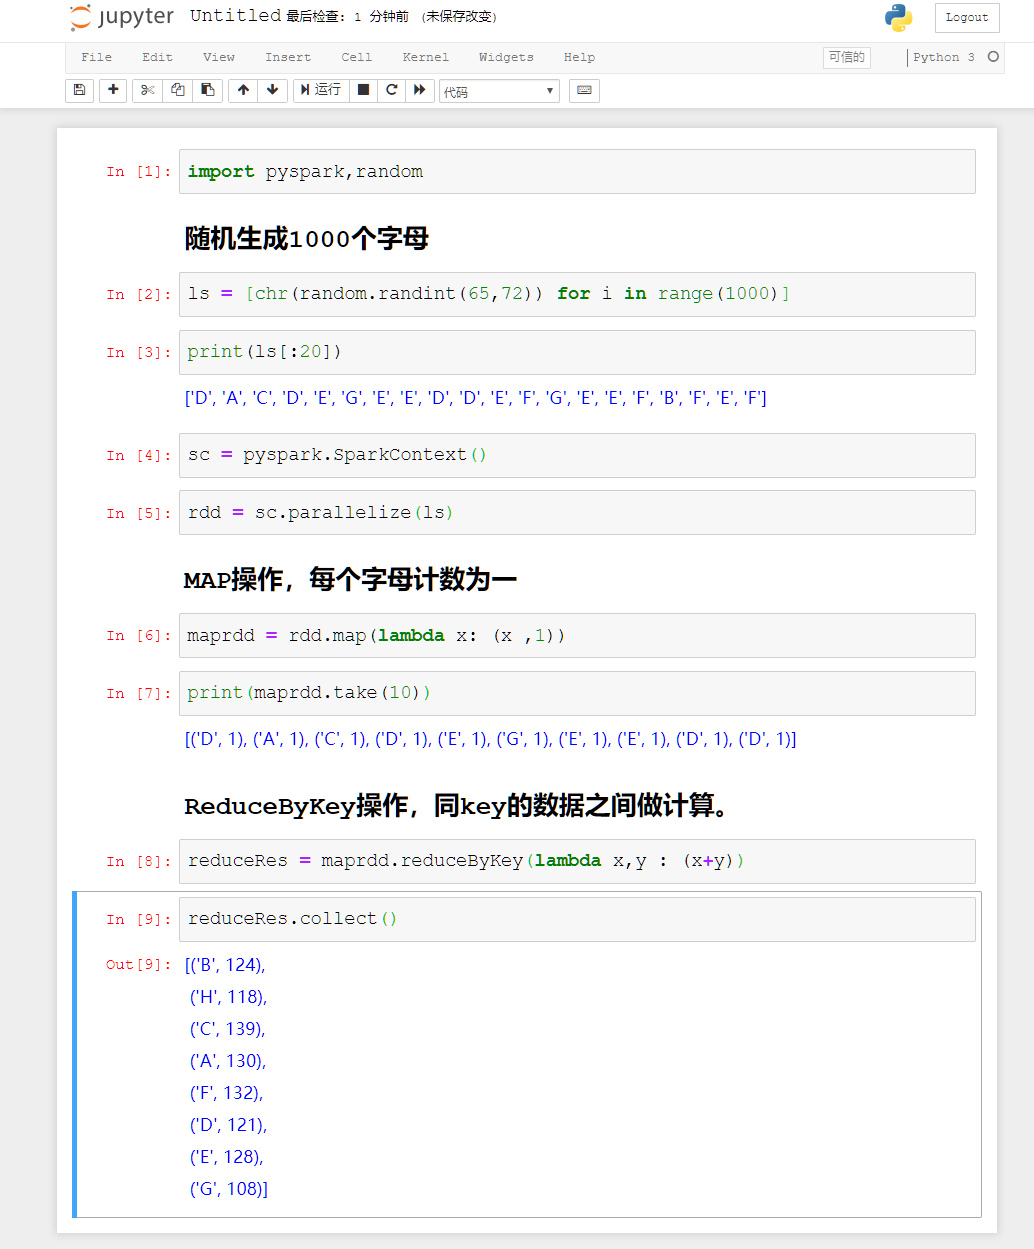 jupyter Untitled 最后检查: 1 分钟前 (未保存改变) Logout
File Edit View Insert Cell Kernel Widgets Help 可信的 Python 3
运行 代码
In [1]: import pyspark,random
随机生成1000个字母
In [2]: ls = [chr(random.randint(65,72)) for i in range(1000)]
In [3]: print(ls[:20])
['D', 'A', 'C', 'D', 'E', 'G', 'E', 'E', 'D', 'D', 'E', 'F', 'G', 'E', 'E', 'F', 'B', 'F', 'E', 'F']
In [4]: sc = pyspark.SparkContext()
In [5]: rdd = sc.parallelize(ls)
MAP操作，每个字母计数为一
In [6]: maprdd = rdd.map(lambda x: (x ,1))
In [7]: print(maprdd.take(10))
[('D', 1), ('A', 1), ('C', 1), ('D', 1), ('E', 1), ('G', 1), ('E', 1), ('E', 1), ('D', 1), ('D', 1)]
ReduceByKey操作，同key的数据之间做计算。
In [8]: reduceRes = maprdd.reduceByKey(lambda x,y : (x+y))
In [9]: reduceRes.collect()
Out[9]: [('B', 124),
('H', 118),
('C', 139),
('A', 130),
('F', 132),
('D', 121),
('E', 128),
('G', 108)]